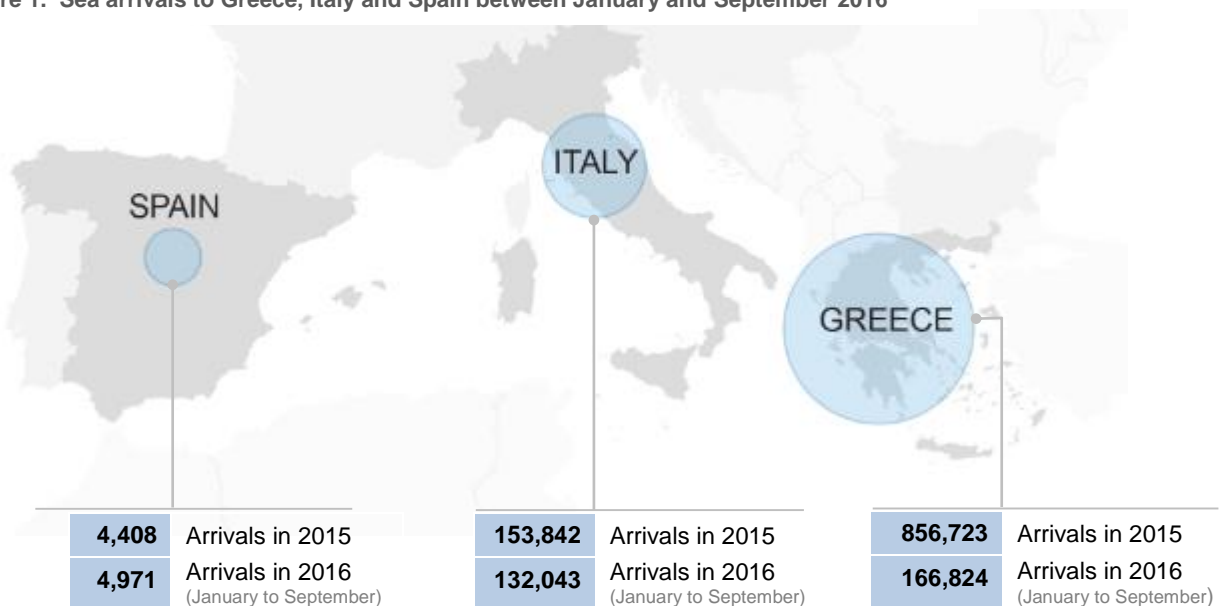 re 1: Sea arrivals to Greece, Italy and Spain between January and September 2016
SPAIN
ITALY
GREECE
4,408 Arrivals in 2015
4,971 Arrivals in 2016
(January to September)
153,842 Arrivals in 2015
132,043 Arrivals in 2016
(January to September)
856,723 Arrivals in 2015
166,824 Arrivals in 2016
(January to September)